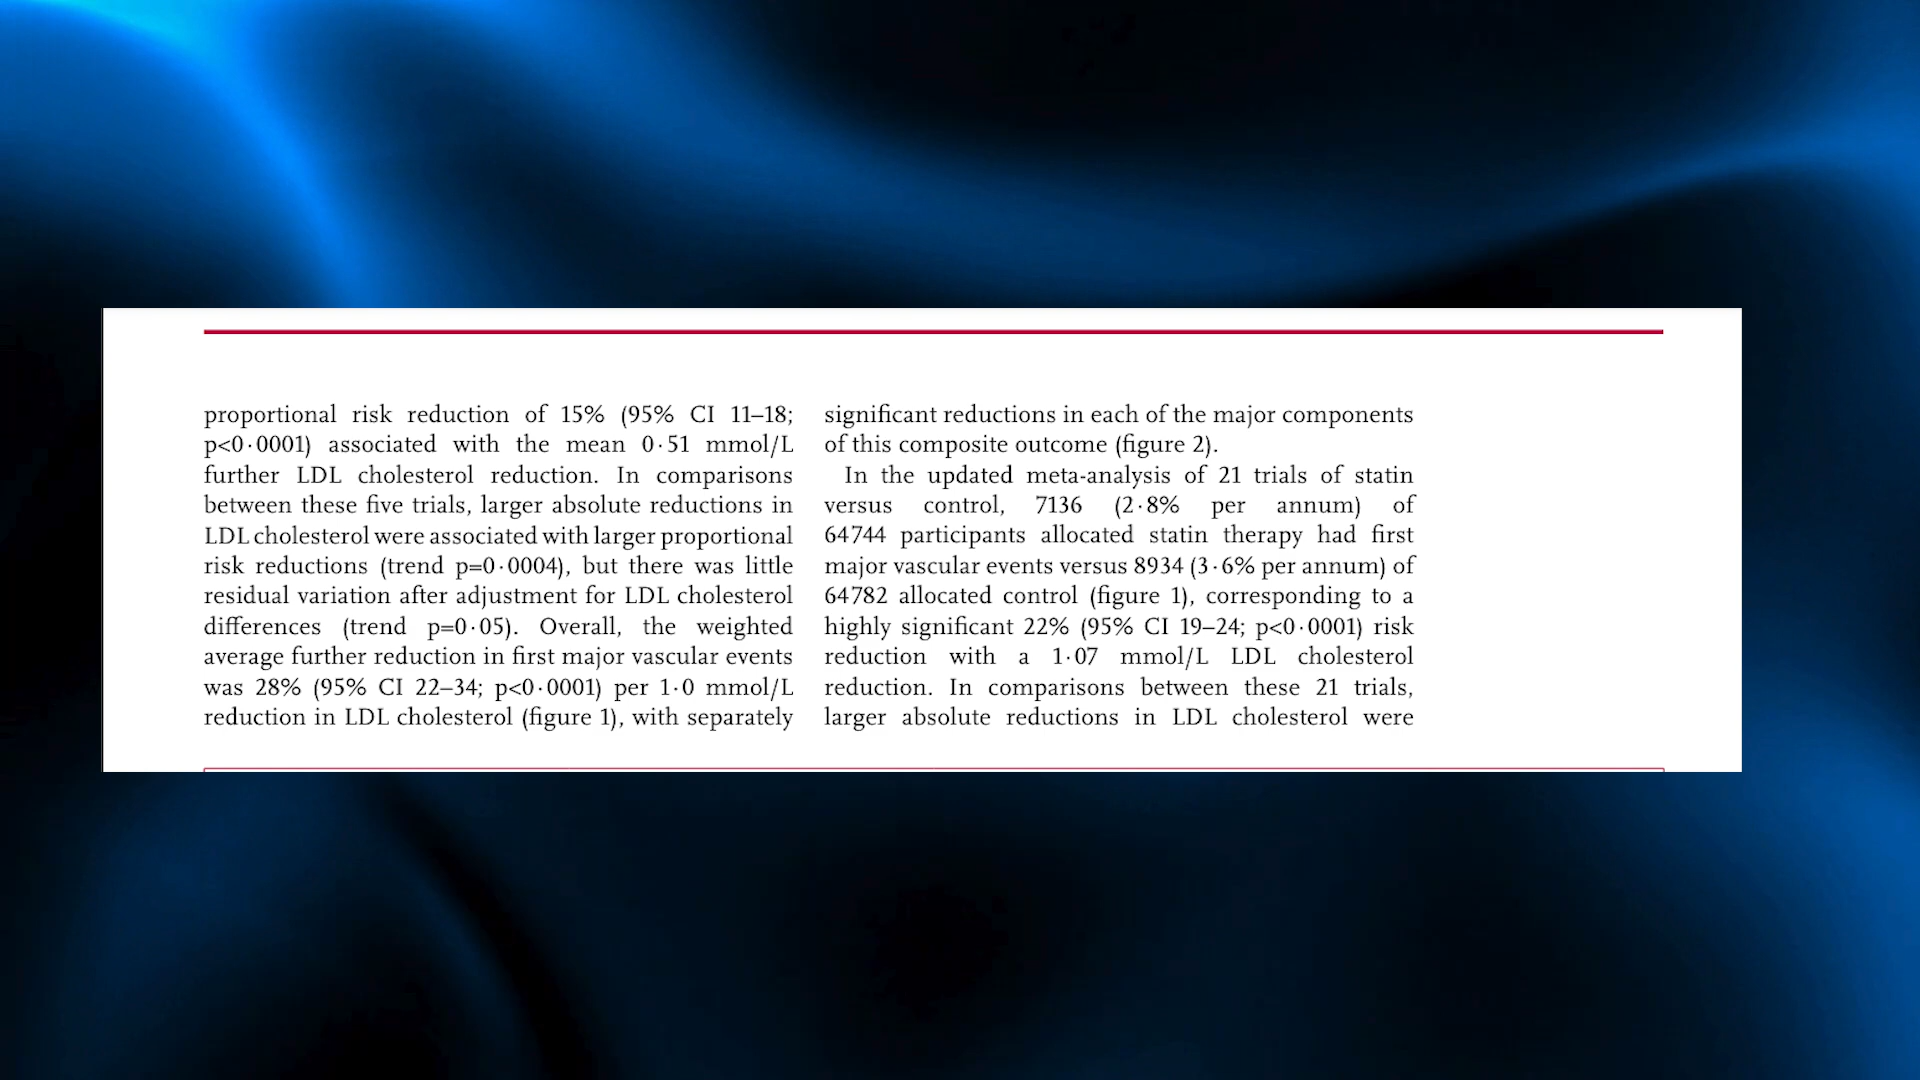 proportional risk reduction of 15% (95% CI 11–18;
p<0·0001) associated with the mean 0·51 mmol/L
further LDL cholesterol reduction. In comparisons
between these five trials, larger absolute reductions in
LDL cholesterol were associated with larger proportional
risk reductions (trend p=0·0004), but there was little
residual variation after adjustment for LDL cholesterol
differences (trend p=0·05). Overall, the weighted
average further reduction in first major vascular events
was 28% (95% CI 22–34; p<0·0001) per 1·0 mmol/L
reduction in LDL cholesterol (figure 1), with separately
significant reductions in each of the major components
of this composite outcome (figure 2).
In the updated meta-analysis of 21 trials of statin
versus control, 7136 (2·8% per annum) of
64744 participants allocated statin therapy had first
major vascular events versus 8934 (3·6% per annum) of
64782 allocated control (figure 1), corresponding to a
highly significant 22% (95% CI 19–24; p<0·0001) risk
reduction with a 1·07 mmol/L LDL cholesterol
reduction. In comparisons between these 21 trials,
larger absolute reductions in LDL cholesterol were